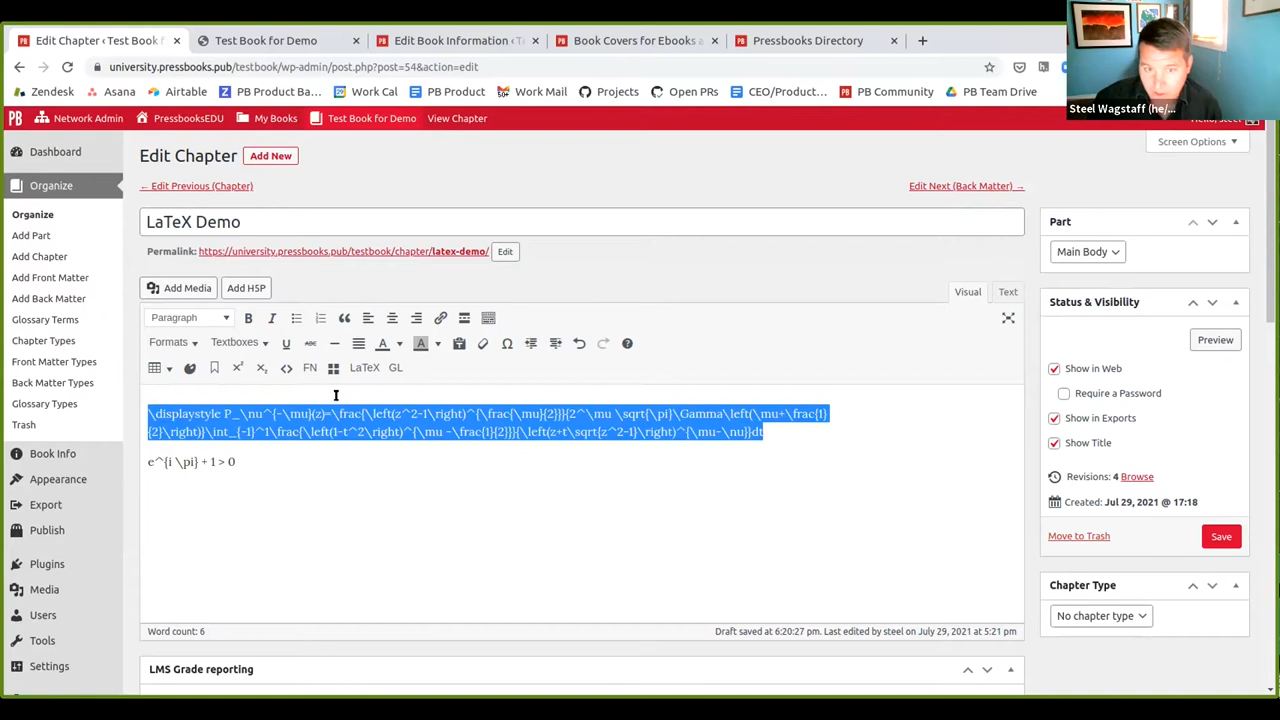 Edit Chapter ‹ Test Book f
Test Book for Demo
Edit Book Information ‹ T
Book Covers for Ebooks a
Pressbooks Directory
university.pressbooks.pub/testbook/wp-admin/post.php?post=54&action=edit
Zendesk
Asana
Airtable
PB Product Ba...
Work Cal
PB Product
Work Mail
Projects
Open PRs
CEO/Product...
PB Community
PB Team Drive
Steel Wagstaff (he/...
PB
Network Admin
PressbooksEDU
My Books
Test Book for Demo
View Chapter
Dashboard
Organize
Organize
Add Part
Add Chapter
Add Front Matter
Add Back Matter
Glossary Terms
Chapter Types
Front Matter Types
Back Matter Types
Glossary Types
Trash
Book Info
Appearance
Export
Publish
Plugins
Media
Users
Tools
Settings
Edit Chapter
Add New
Screen Options
← Edit Previous (Chapter)
Edit Next (Back Matter) →
LaTeX Demo
Permalink: https://university.pressbooks.pub/testbook/chapter/latex-demo/
Edit
Add Media
Add H5P
Visual
Text
Paragraph
Formats
Textboxes
FN
LaTeX
GL
\displaystyle P_\nu^{-\mu}(z)=\frac{\left(z^2-1\right)^{\frac{\mu}{2}}}{2^\mu \sqrt{\pi}\Gamma\left(\mu+\frac{1}
{2}\right)}\int_{-1}^1\frac{\left(1-t^2\right)^{\mu -\frac{1}{2}}}{\left(z+t\sqrt{z^2-1}\right)^{\mu-\nu}}dt
e^{i \pi} + 1 > 0
Word count: 6
Draft saved at 6:20:27 pm. Last edited by steel on July 29, 2021 at 5:21 pm
LMS Grade reporting
Part
Main Body
Status & Visibility
Preview
Show in Web
Require a Password
Show in Exports
Show Title
Revisions: 4 Browse
Created: Jul 29, 2021 @ 17:18
Move to Trash
Save
Chapter Type
No chapter type